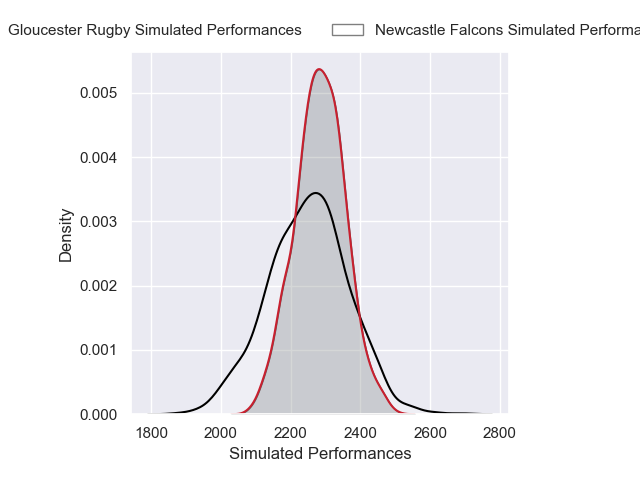 Gloucester Rugby Simulated Performances
Newcastle Falcons Simulated Performa
0.005
0.004
0.003
0.002
0.001
0.000
Density
1800 2000 2200 2400 2600 2800
Simulated Performances